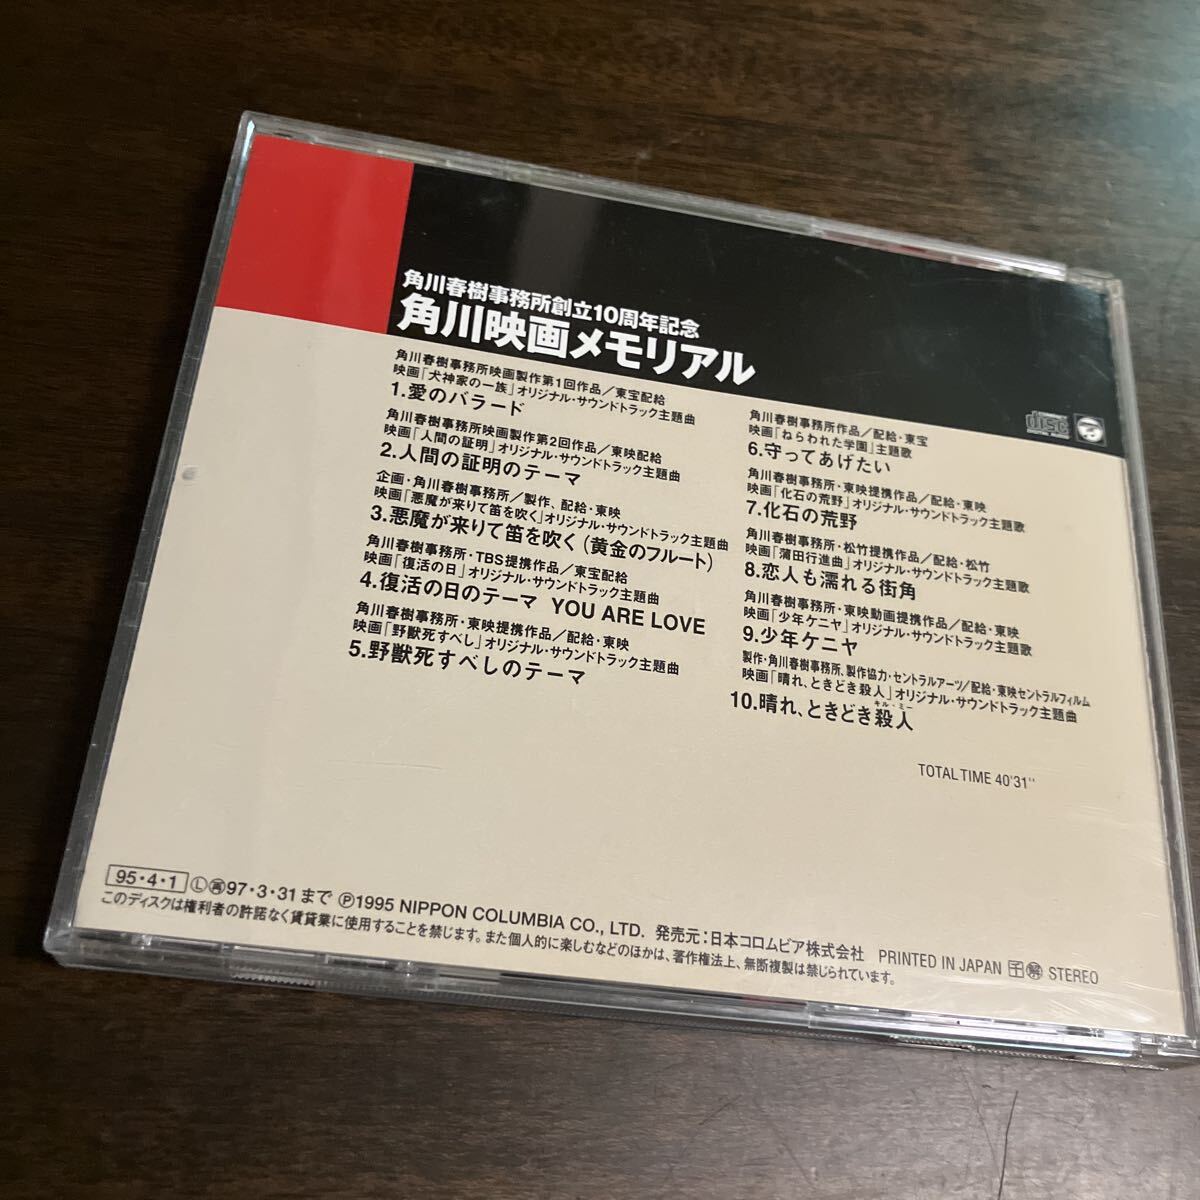 角川春樹事務所創立10周年記念
角川映画メモリアル
角川春樹事務所映画製作第1回作品／東宝配給
映画「犬神家の一族」オリジナル・サウンドトラック主題曲
1.愛のバラード
角川春樹事務所映画製作第2回作品／東映配給
映画「人間の証明」オリジナル・サウンドトラック主題曲
2.人間の証明のテーマ
企画・角川春樹事務所／製作、配給・東映
映画「悪魔が来りて笛を吹く」オリジナル・サウンドトラック主題曲
3.悪魔が来りて笛を吹く(黄金のフルート)
角川春樹事務所・TBS提携作品／東宝配給
映画「復活の日」オリジナル・サウンドトラック主題曲
4.復活の日のテーマ YOU ARE LOVE
角川春樹事務所・東映提携作品／配給・東映
映画「野獣死すべし」オリジナル・サウンドトラック主題曲
5.野獣死すべしのテーマ
COMPACT
disc
DIGITAL AUDIO
角川春樹事務所作品／配給・東宝
映画「ねらわれた学園」主題歌
6.守ってあげたい
角川春樹事務所・東映提携作品／配給・東映
映画「化石の荒野」オリジナル・サウンドトラック主題歌
7.化石の荒野
角川春樹事務所・松竹提携作品／配給・松竹
映画「蒲田行進曲」オリジナル・サウンドトラック主題歌
8.恋人も濡れる街角
角川春樹事務所・東映動画提携作品／配給・東映
映画「少年ケニヤ」オリジナル・サウンドトラック主題歌
9.少年ケニヤ
製作・角川春樹事務所、製作協力・セントラルアーツ／配給・東映セントラルフィルム
映画「晴れ、ときどき殺人」オリジナル・サウンドトラック主題曲
キル・ミー
10.晴れ、ときどき殺人
TOTAL TIME 40'31''
95・4・1 Ⓛ㊢97・3・31まで ℗1995 NIPPON COLUMBIA CO., LTD. 発売元:日本コロムビア株式会社 PRINTED IN JAPAN STEREO
このディスクは権利者の許諾なく賃貸業に使用することを禁じます。また個人的に楽しむなどのほかは、著作権法上、無断複製は禁じられています。